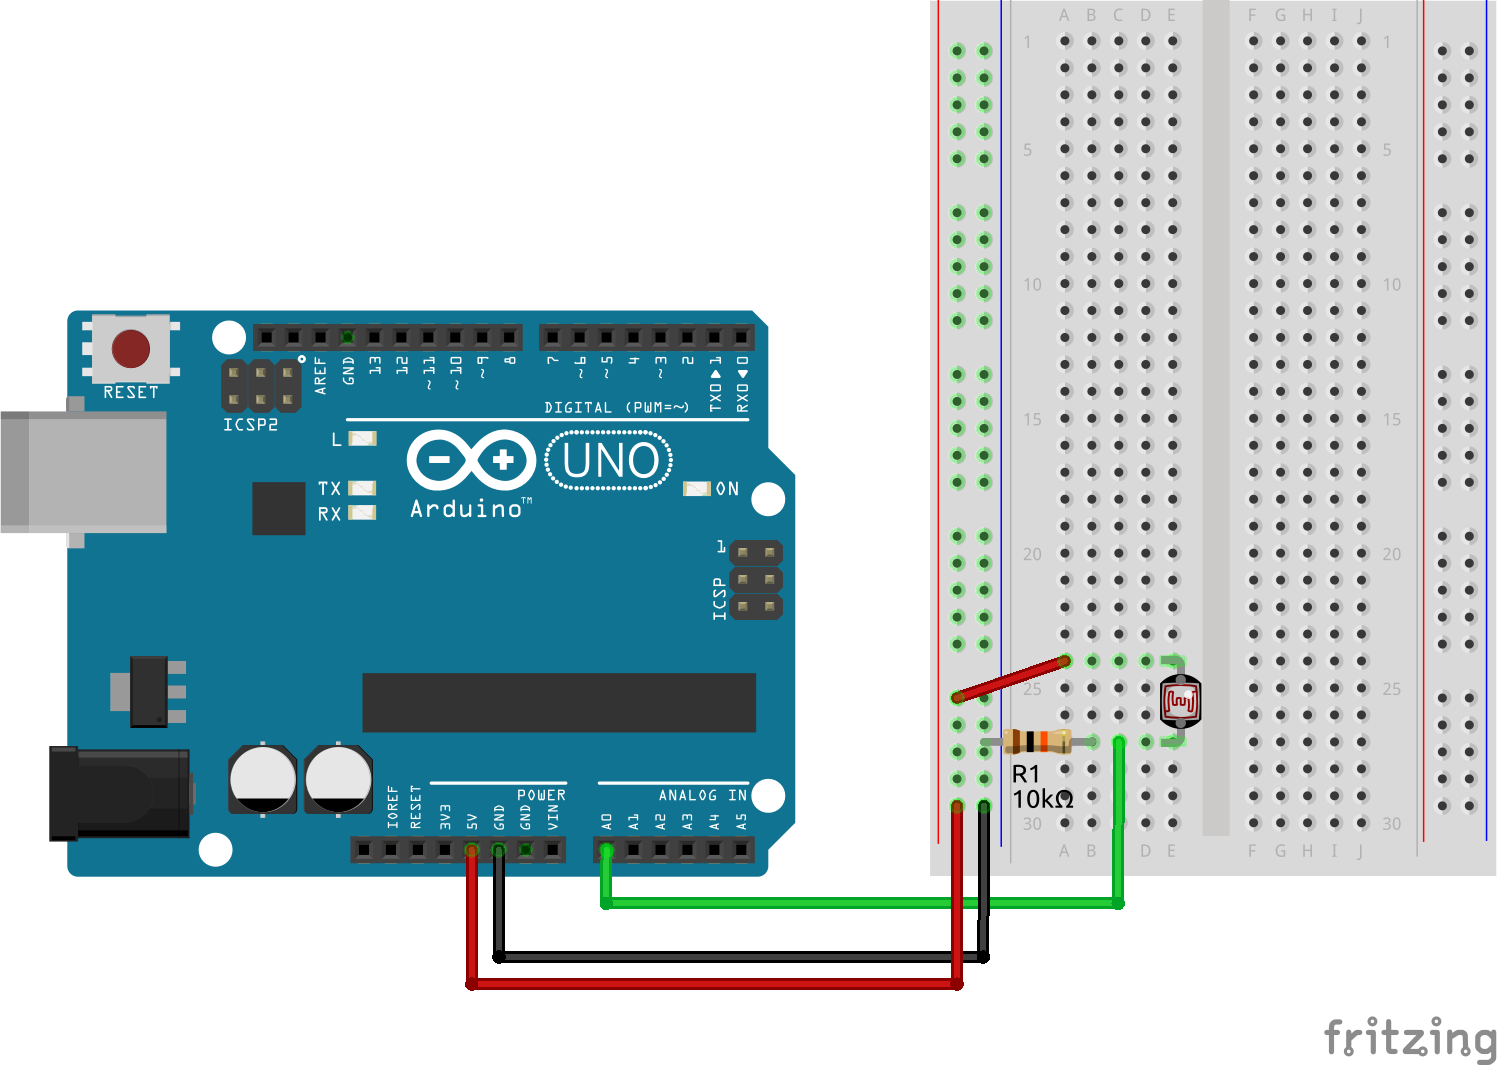 A B C D E F G H I J
1 1
5 5
10 10
15 15
20 20
25 25
30 30
A B D E F G H I J
RESET
ICSP2
AREF
GND
13
12
~11
~10
~9
8
7
~6
~5
4
~3
2
TX0▶1
RX0◀0
DIGITAL (PWM=~)
L
TX
RX
UNO
Arduino™
ON
1
ICSP
R1
10kΩ
IOREF
RESET
3V3
5V
GND
GND
VIN
POWER
ANALOG IN
A0
A1
A2
A3
A4
A5
fritzing